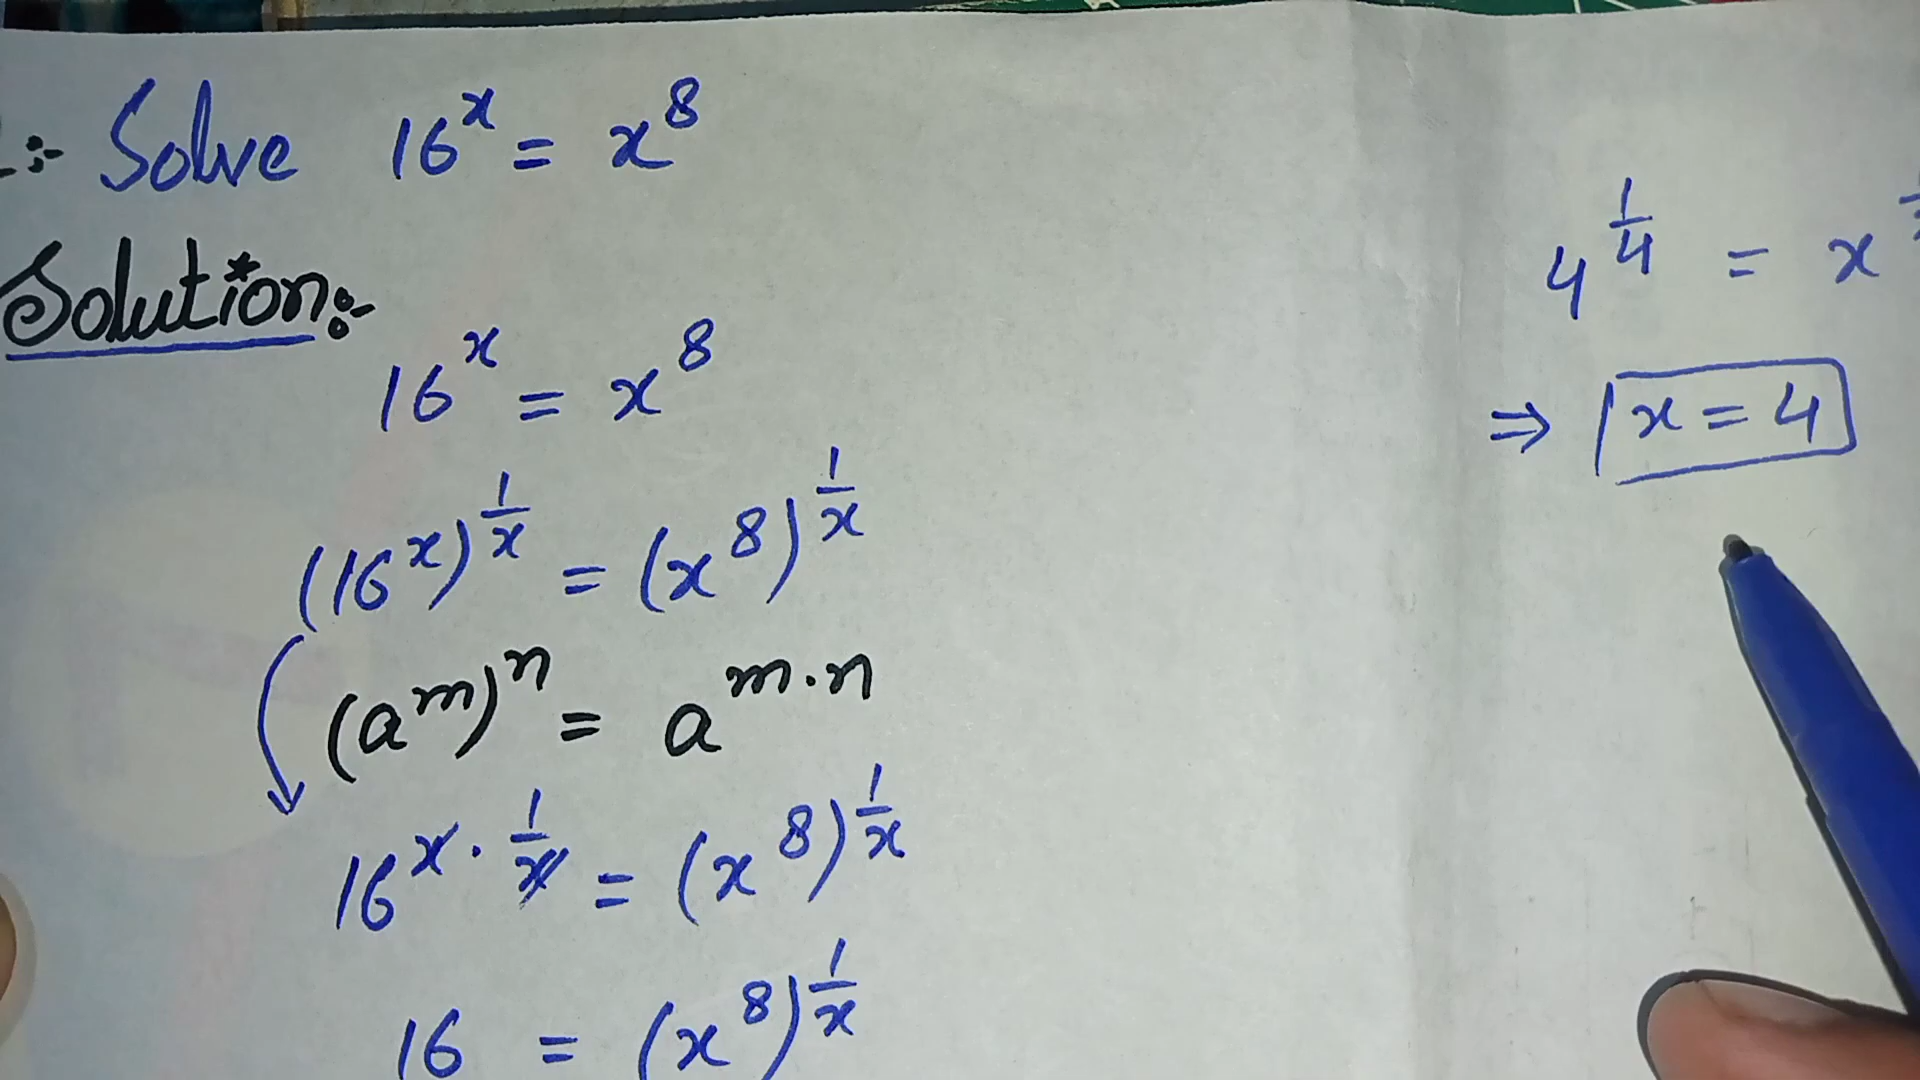 :- Solve 16^x = x^8
Solution:-
16^x = x^8
(16^x)^(1/x) = (x^8)^(1/x)
(a^m)^n = a^(m·n)
16^(x·1/x) = (x^8)^(1/x)
16 = (x^8)^(1/x)
4^(1/4) = x
⇒ x = 4